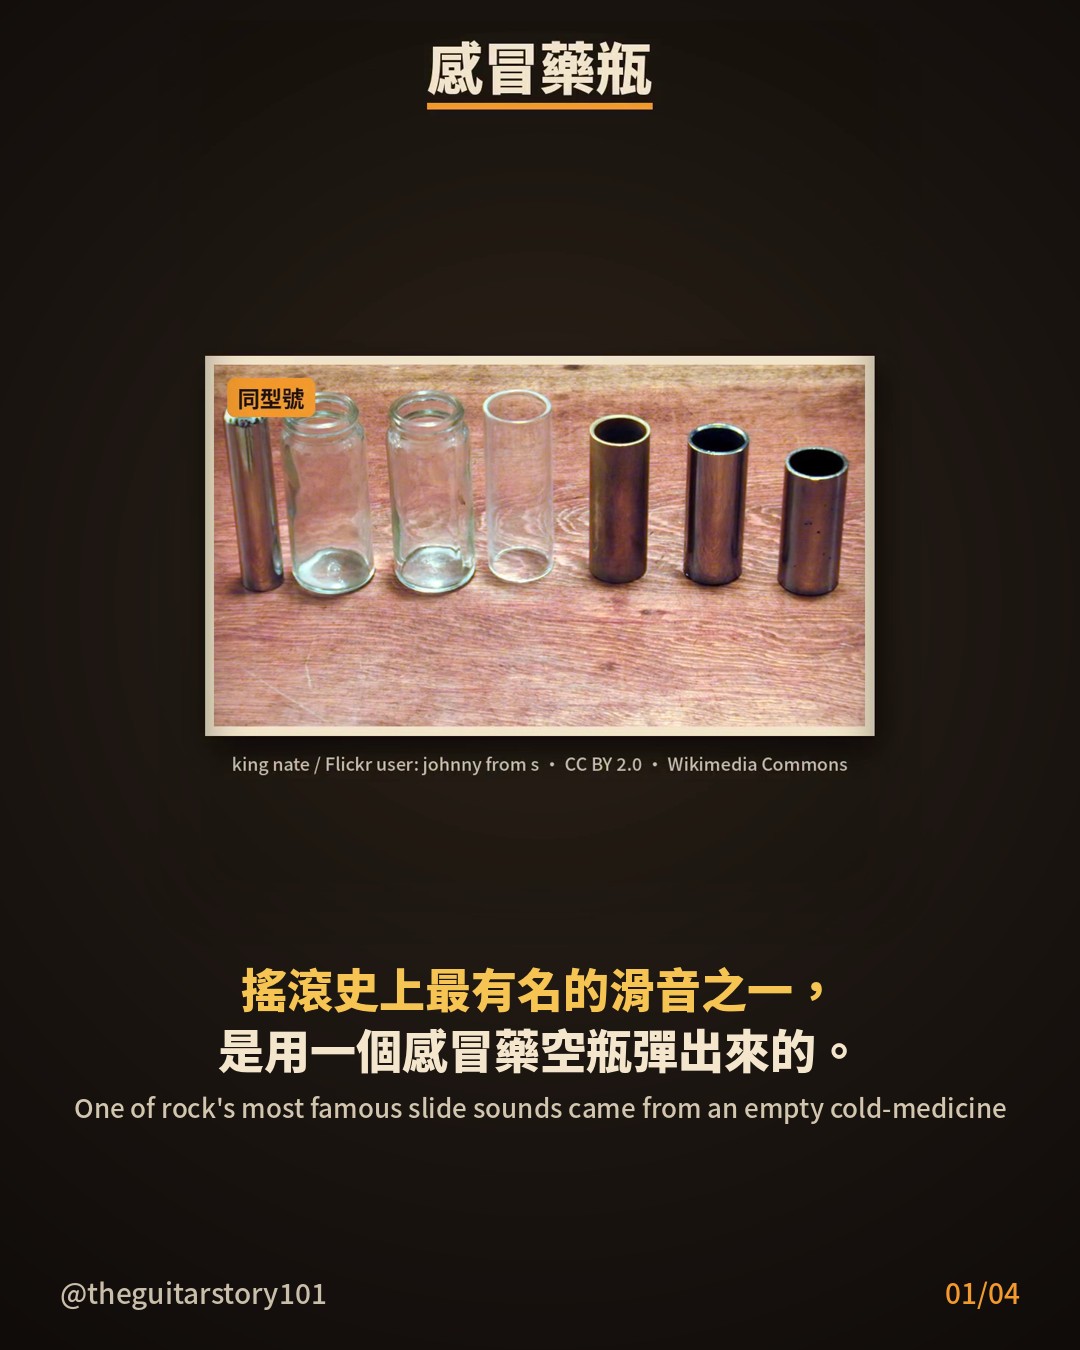 感冒藥瓶
同型號
king nate / Flickr user: johnny from s • CC BY 2.0 • Wikimedia Commons
搖滾史上最有名的滑音之一，
是用一個感冒藥空瓶彈出來的。
One of rock's most famous slide sounds came from an empty cold-medicine
@theguitarstory101
01/04